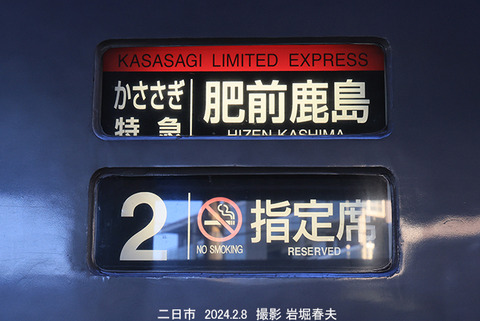 KASASAGI LIMITED EXPRESS
かささぎ 肥前鹿島
特急 HIZEN KASHIMA
2 指定席
NO SMOKING RESERVED
二日市 2024.2.8 撮影 岩堀春夫